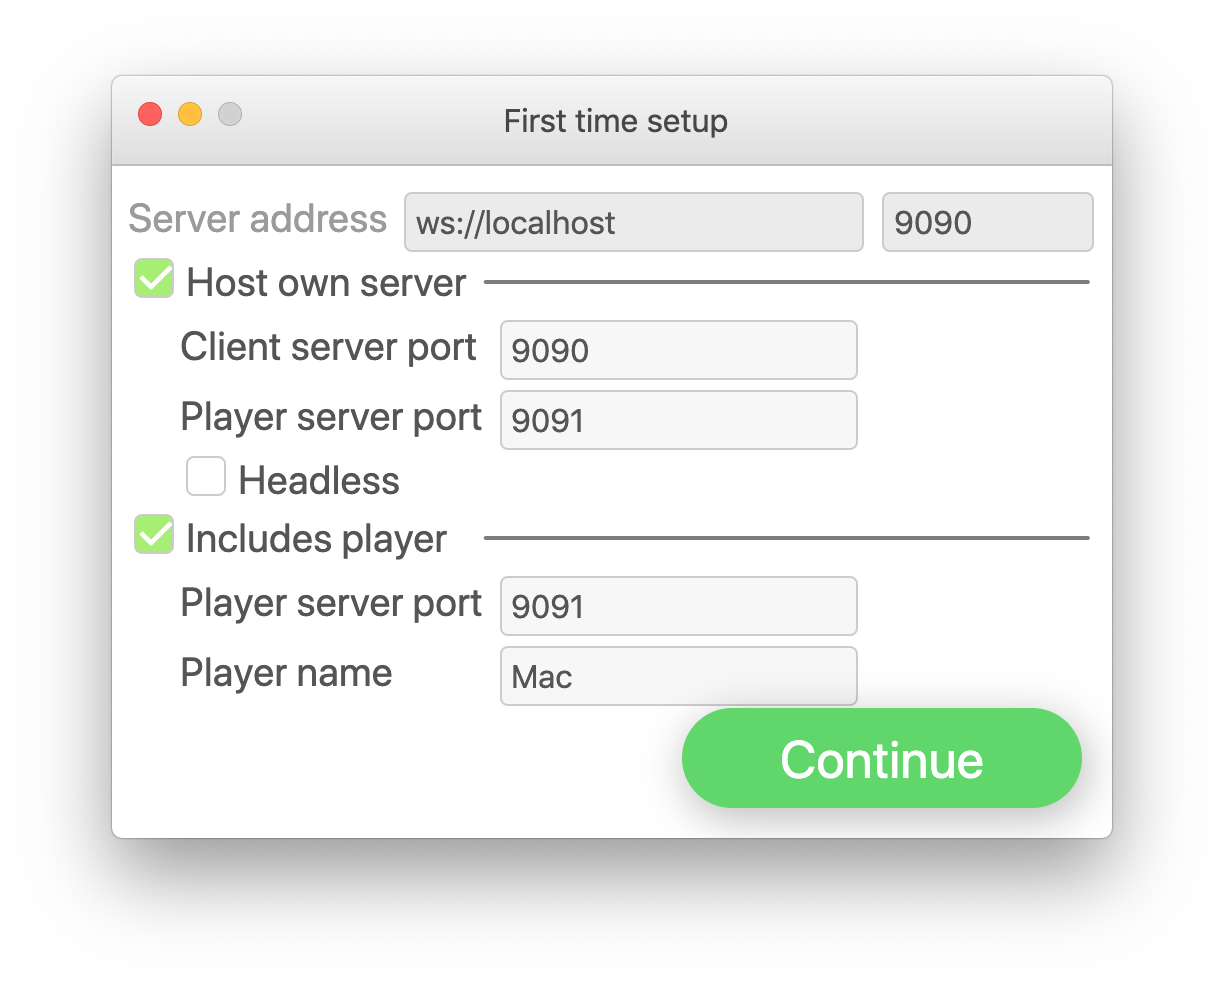 First time setup
Server address ws://localhost 9090
Host own server
Client server port 9090
Player server port 9091
Headless
Includes player
Player server port 9091
Player name Mac
Continue